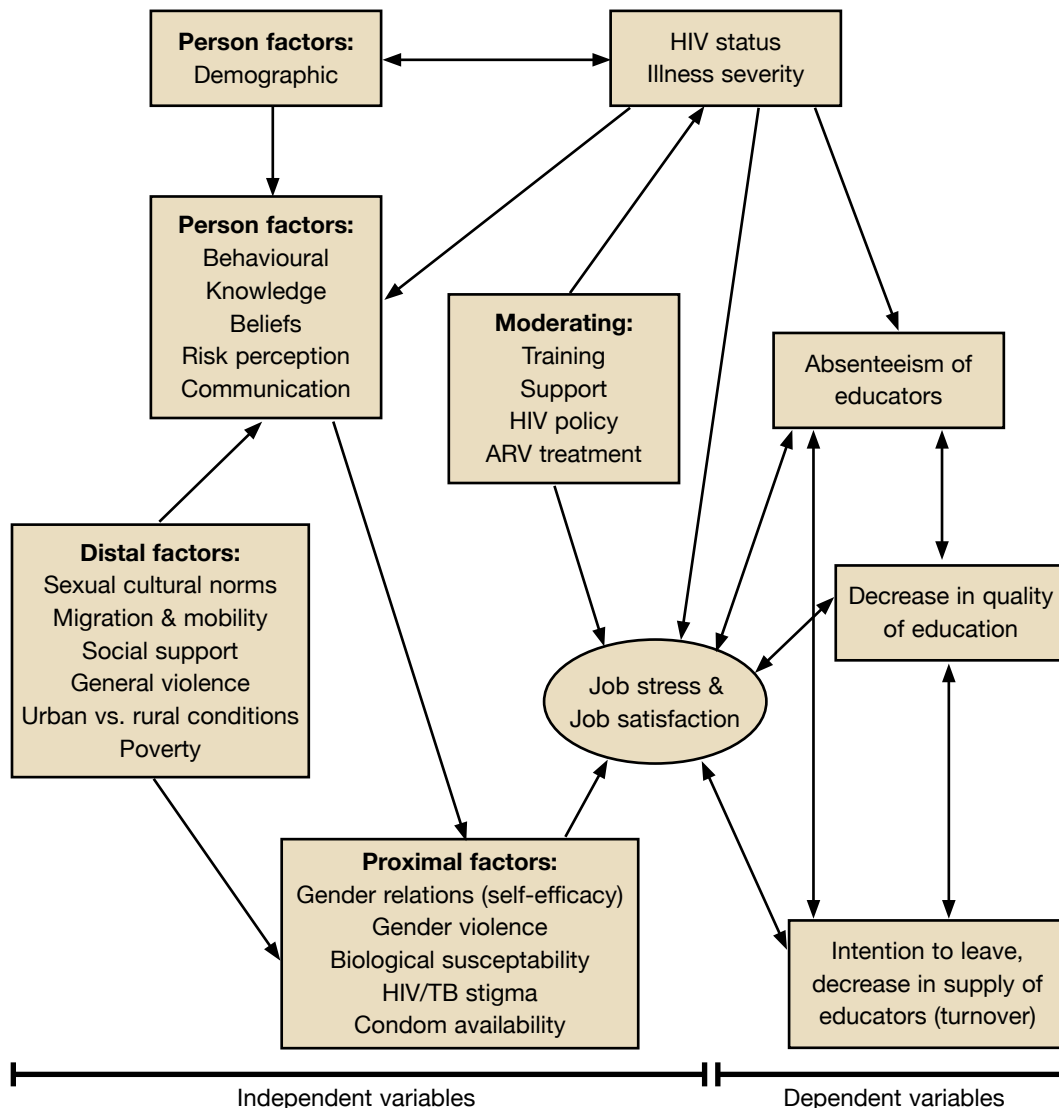 Person factors:
Demographic
HIV status
Illness severity
Person factors:
Behavioural
Knowledge
Beliefs
Risk perception
Communication
Moderating:
Training
Support
HIV policy
ARV treatment
Absenteeism of
educators
Distal factors:
Sexual cultural norms
Migration & mobility
Social support
General violence
Urban vs. rural conditions
Poverty
Decrease in quality
of education
Job stress &
Job satisfaction
Proximal factors:
Gender relations (self-efficacy)
Gender violence
Biological susceptability
HIV/TB stigma
Condom availability
Intention to leave,
decrease in supply of
educators (turnover)
Independent variables
Dependent variables